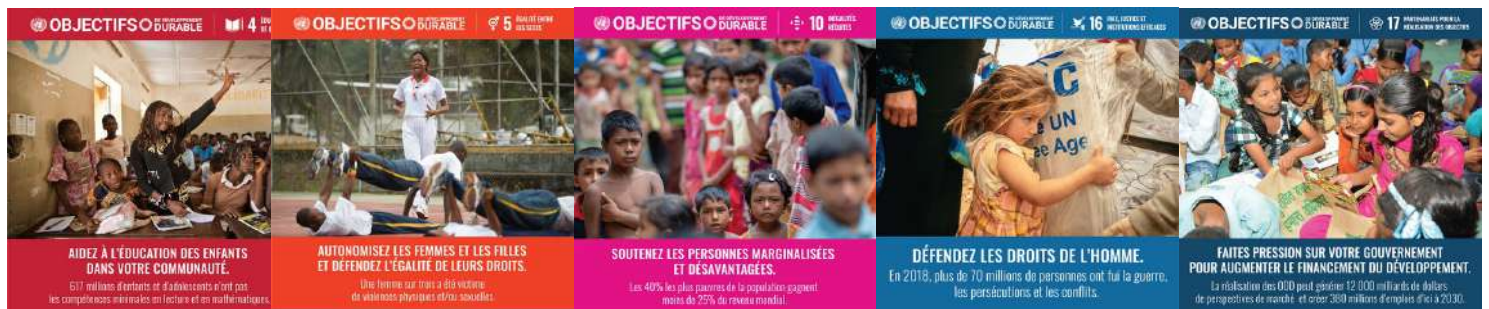 OBJECTIFS DE DÉVELOPPEMENT DURABLE
4
AIDEZ À L'ÉDUCATION DES ENFANTS
DANS VOTRE COMMUNAUTÉ.
617 millions d'enfants et d'adolescents n'ont pas
les compétences minimales en lecture et en mathématiques.
OBJECTIFS DE DÉVELOPPEMENT DURABLE
5 ÉGALITÉ ENTRE
LES SEXES
AUTONOMISEZ LES FEMMES ET LES FILLES
ET DÉFENDEZ L'ÉGALITÉ DE LEURS DROITS.
Une femme sur trois a été victime
de violences physiques et/ou sexuelles.
OBJECTIFS DE DÉVELOPPEMENT DURABLE
10 INÉGALITÉS
RÉDUITES
SOUTENEZ LES PERSONNES MARGINALISÉES
ET DÉSAVANTAGÉES.
Les 40% les plus pauvres de la population gagnent
moins de 25% du revenu mondial.
OBJECTIFS DE DÉVELOPPEMENT DURABLE
16 PAIX, JUSTICE ET
INSTITUTIONS EFFICACES
UN
ee Age
DÉFENDEZ LES DROITS DE L'HOMME.
En 2018, plus de 70 millions de personnes ont fui la guerre,
les persécutions et les conflits.
OBJECTIFS DE DÉVELOPPEMENT DURABLE
17 PARTENARIATS POUR LA
RÉALISATION DES OBJECTIFS
FAITES PRESSION SUR VOTRE GOUVERNEMENT
POUR AUGMENTER LE FINANCEMENT DU DÉVELOPPEMENT.
La réalisation des ODD peut générer 12 000 milliards de dollars
de perspectives de marché et créer 380 millions d'emplois d'ici à 2030.